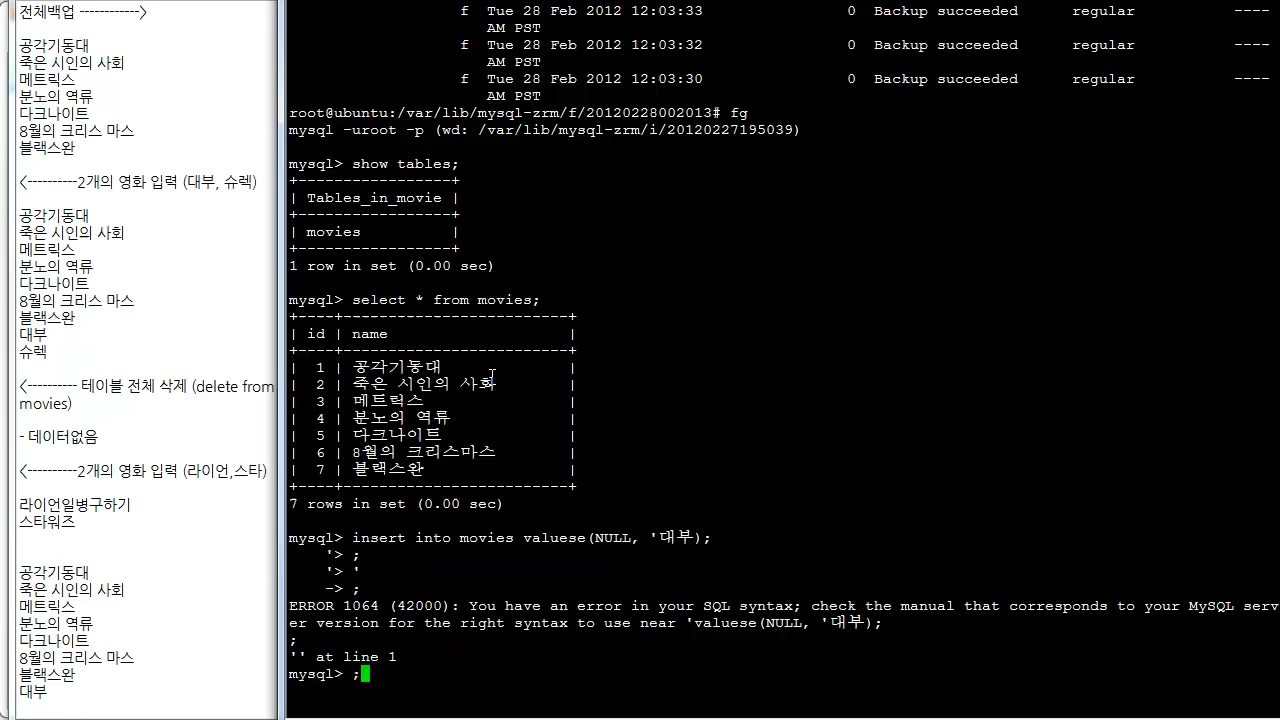 전체백업 ------------>
공각기동대
죽은 시인의 사회
메트릭스
분노의 역류
다크나이트
8월의 크리스 마스
블랙스완
<----------2개의 영화 입력 (대부, 슈렉)
공각기동대
죽은 시인의 사회
메트릭스
분노의 역류
다크나이트
8월의 크리스 마스
블랙스완
대부
슈렉
<---------- 테이블 전체 삭제 (delete from
movies)
- 데이터없음
<----------2개의 영화 입력 (라이언,스타)
라이언일병구하기
스타워즈
공각기동대
죽은 시인의 사회
메트릭스
분노의 역류
다크나이트
8월의 크리스 마스
블랙스완
대부
f  Tue 28 Feb 2012 12:03:33                0  Backup succeeded      regular        ----
AM PST
f  Tue 28 Feb 2012 12:03:32                0  Backup succeeded      regular        ----
AM PST
f  Tue 28 Feb 2012 12:03:30                0  Backup succeeded      regular        ----
AM PST
root@ubuntu:/var/lib/mysql-zrm/f/20120228002013# fg
mysql -uroot -p (wd: /var/lib/mysql-zrm/i/20120227195039)
mysql> show tables;
+-----------------+
| Tables_in_movie |
+-----------------+
| movies          |
+-----------------+
1 row in set (0.00 sec)
mysql> select * from movies;
+----+-------------------------+
| id | name                    |
+----+-------------------------+
|  1 | 공각기동대              |
|  2 | 죽은 시인의 사회        |
|  3 | 메트릭스                |
|  4 | 분노의 역류             |
|  5 | 다크나이트              |
|  6 | 8월의 크리스마스        |
|  7 | 블랙스완                |
+----+-------------------------+
7 rows in set (0.00 sec)
mysql> insert into movies valuese(NULL, '대부);
'> ;
'> '
-> ;
ERROR 1064 (42000): You have an error in your SQL syntax; check the manual that corresponds to your MySQL serv
er version for the right syntax to use near 'valuese(NULL, '대부);
;
'' at line 1
mysql> ;